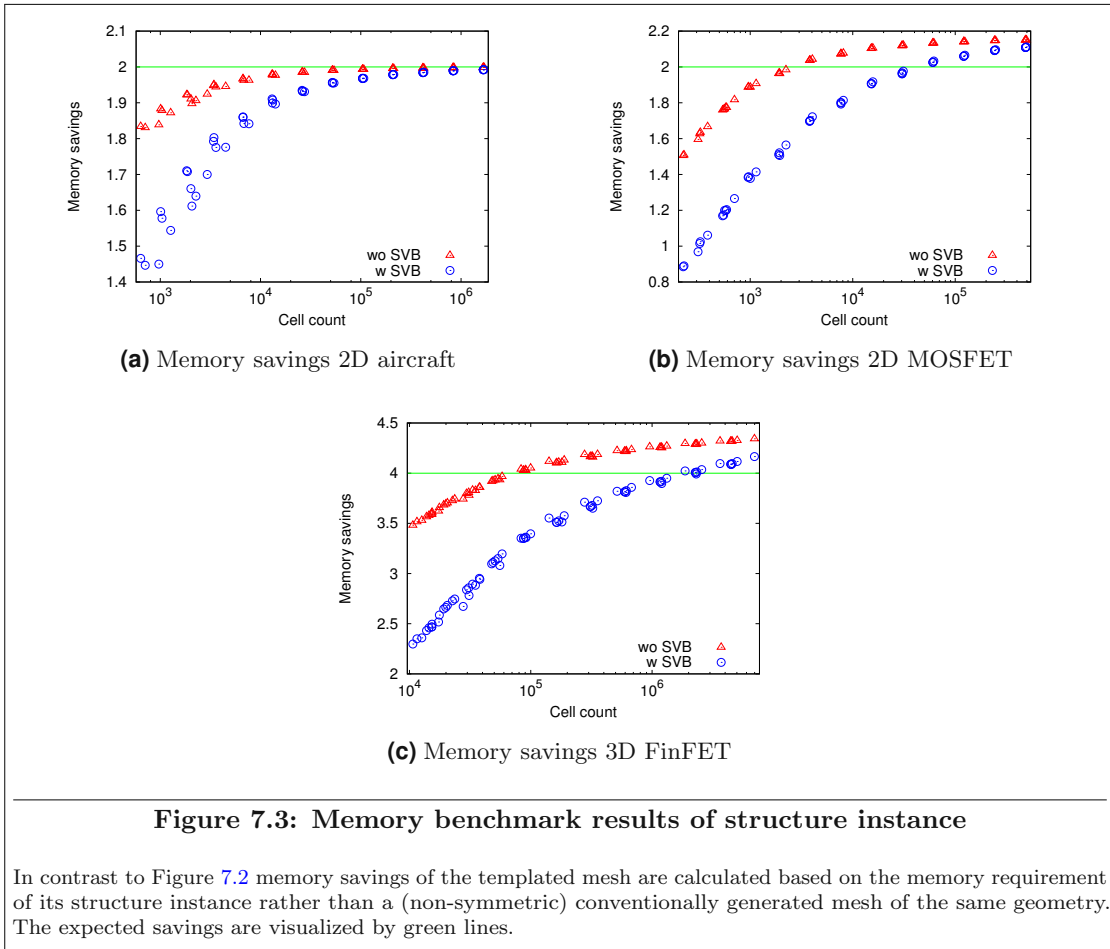 2.1
2
1.9
1.8
1.7
1.6
1.5
1.4
Memory savings
wo SVB
w SVB
10^3
10^4
10^5
10^6
Cell count
(a) Memory savings 2D aircraft
2.2
2
1.8
1.6
1.4
1.2
1
0.8
Memory savings
wo SVB
w SVB
10^3
10^4
10^5
Cell count
(b) Memory savings 2D MOSFET
4.5
4
3.5
3
2.5
2
Memory savings
wo SVB
w SVB
10^4
10^5
10^6
Cell count
(c) Memory savings 3D FinFET
Figure 7.3: Memory benchmark results of structure instance
In contrast to Figure 7.2 memory savings of the templated mesh are calculated based on the memory requirement
of its structure instance rather than a (non-symmetric) conventionally generated mesh of the same geometry.
The expected savings are visualized by green lines.